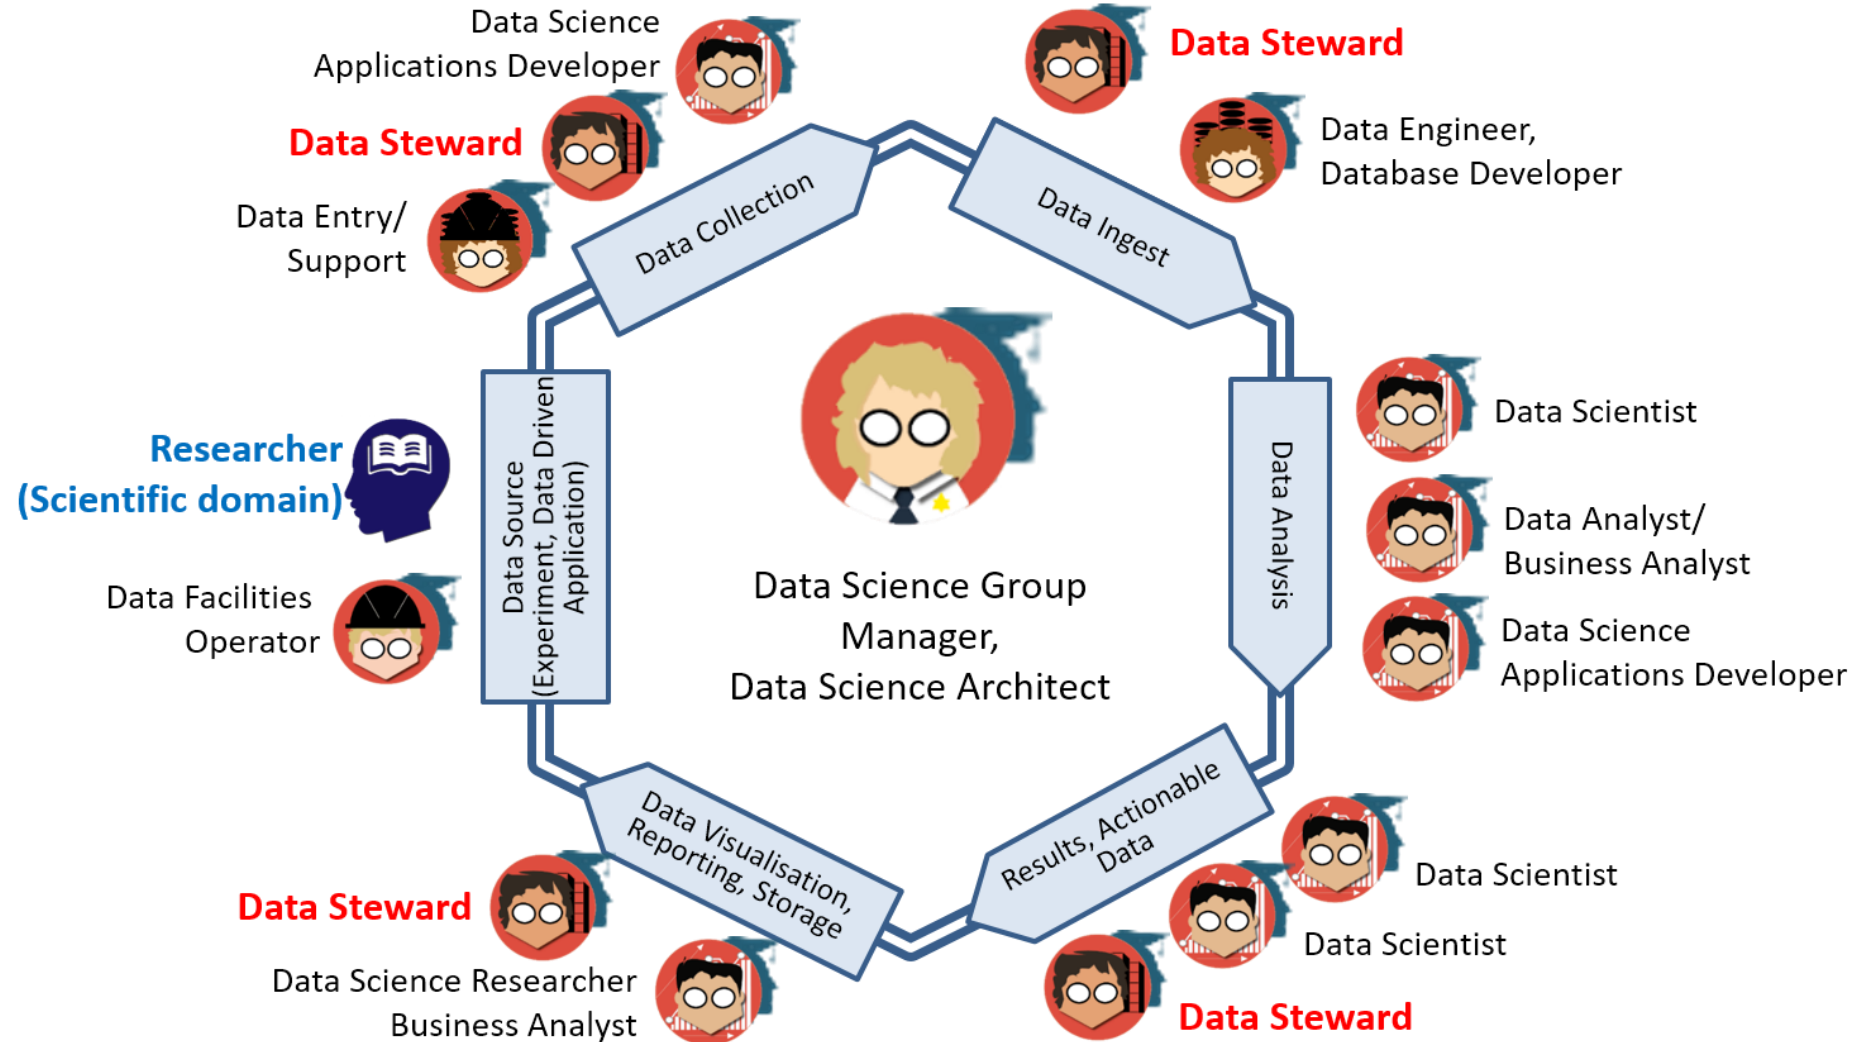 Data Science
Applications Developer
Data Steward
Data Entry/
Support
Data Collection
Data Steward
Data Engineer,
Database Developer
Data Ingest
Researcher
(Scientific domain)
Data Facilities
Operator
Data Source
(Experiment, Data Driven
Application)
Data Science Group
Manager,
Data Science Architect
Data Analysis
Data Scientist
Data Analyst/
Business Analyst
Data Science
Applications Developer
Results, Actionable
Data
Data Scientist
Data Scientist
Data Steward
Data Visualisation,
Reporting, Storage
Data Steward
Data Science Researcher
Business Analyst